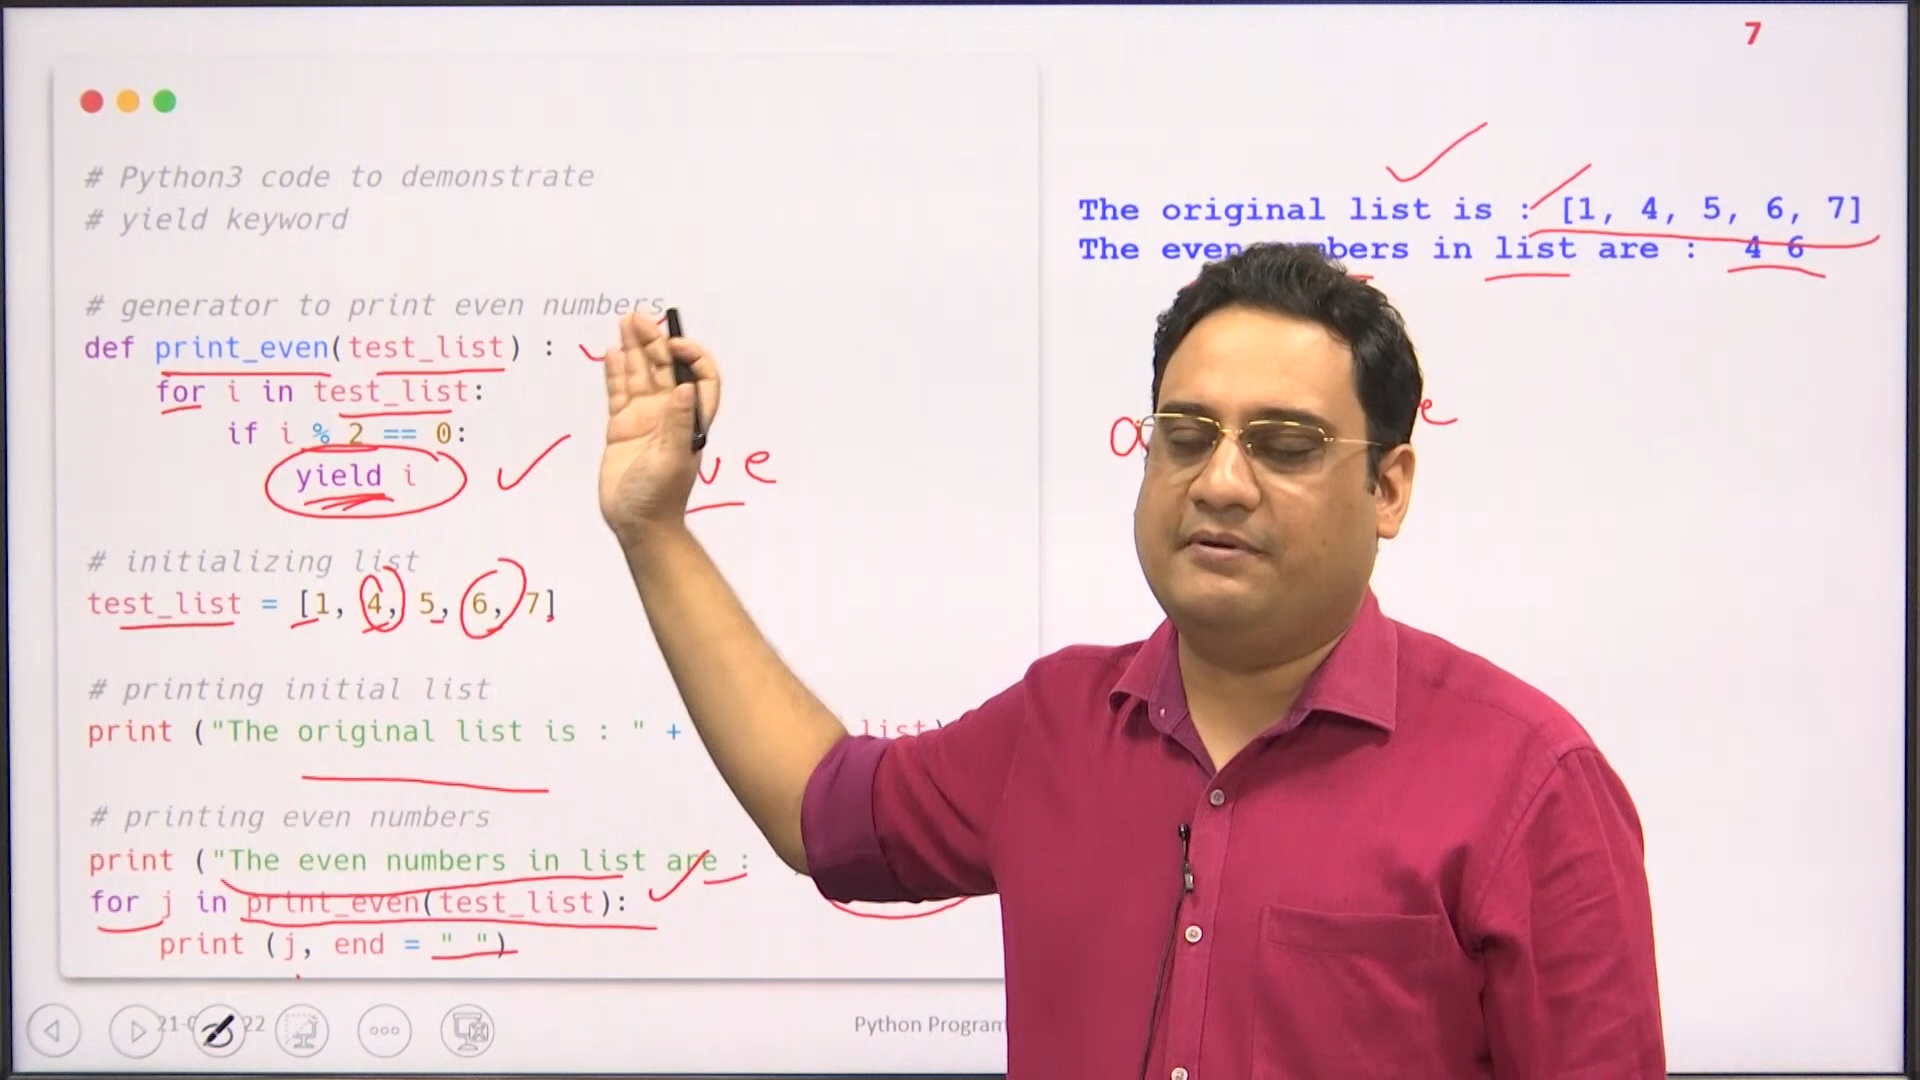 7
# Python3 code to demonstrate
# yield keyword
# generator to print even numbers
def print_even(test_list) :
for i in test_list:
if i % 2 == 0:
yield i
# initializing list
test_list = [1, 4, 5, 6, 7]
# printing initial list
print ("The original list is : " + list)
# printing even numbers
print ("The even numbers in list are :
for j in print_even(test_list):
print (j, end = " ")
The original list is : [1, 4, 5, 6, 7]
The even numbers in list are : 4 6
Python